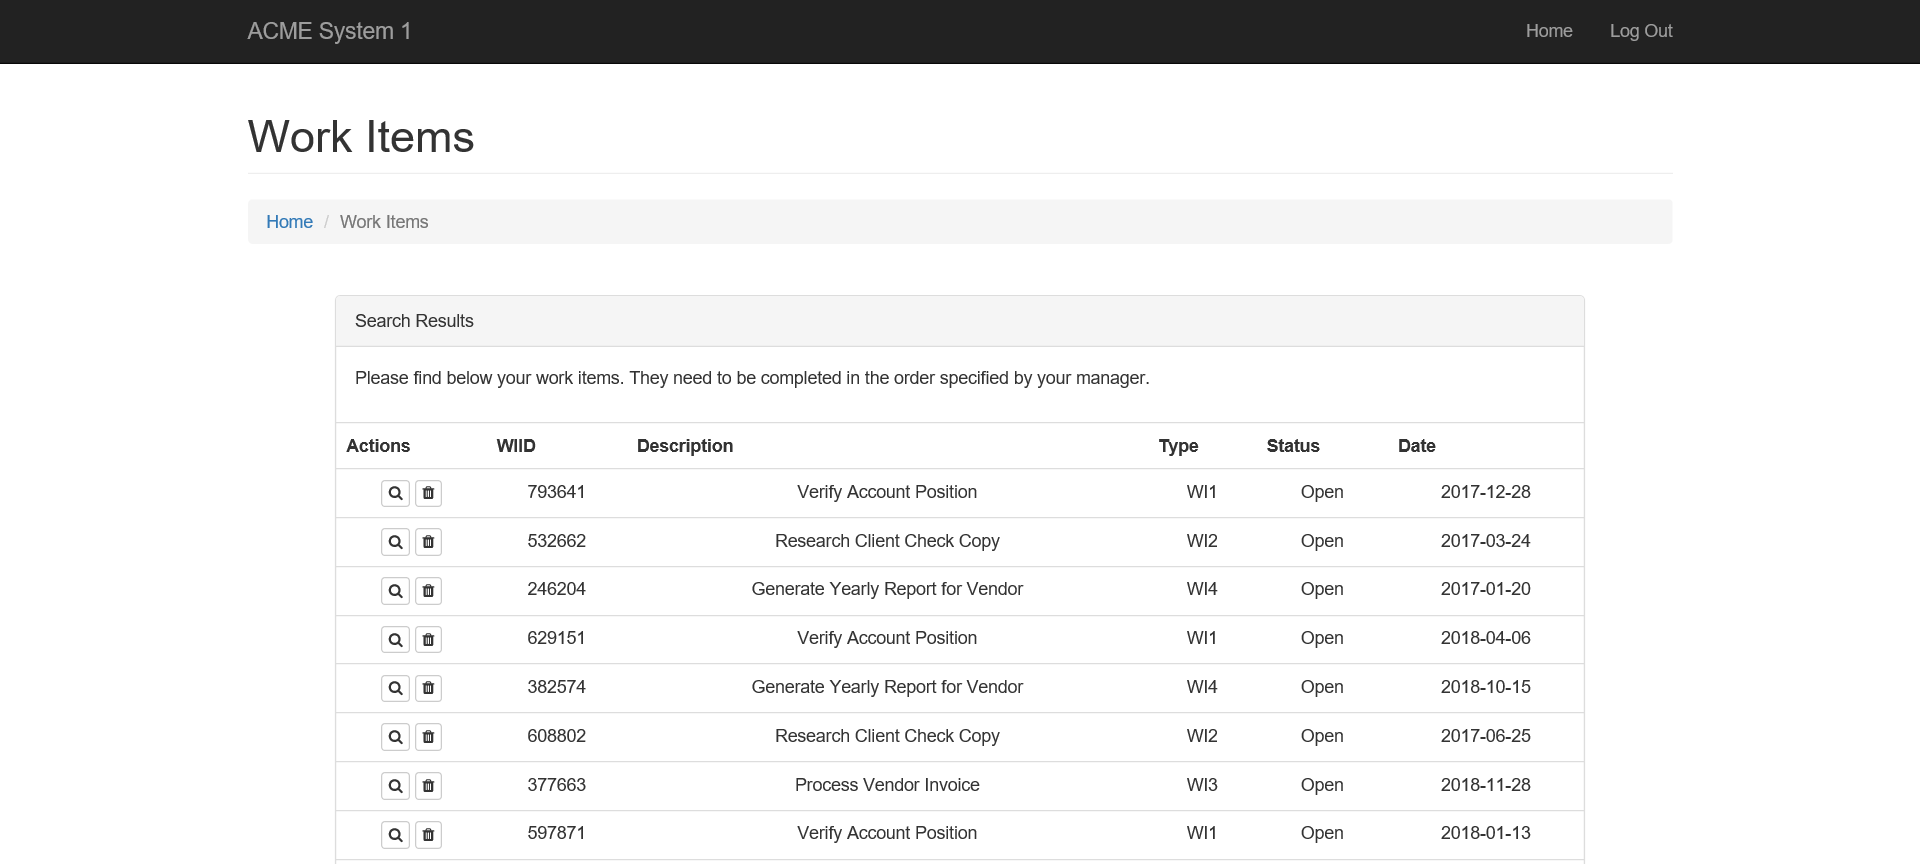 ACME System 1 Home Log Out
Work Items
Home / Work Items
Search Results
Please find below your work items. They need to be completed in the order specified by your manager.
Actions WIID Description Type Status Date
793641 Verify Account Position WI1 Open 2017-12-28
532662 Research Client Check Copy WI2 Open 2017-03-24
246204 Generate Yearly Report for Vendor WI4 Open 2017-01-20
629151 Verify Account Position WI1 Open 2018-04-06
382574 Generate Yearly Report for Vendor WI4 Open 2018-10-15
608802 Research Client Check Copy WI2 Open 2017-06-25
377663 Process Vendor Invoice WI3 Open 2018-11-28
597871 Verify Account Position WI1 Open 2018-01-13